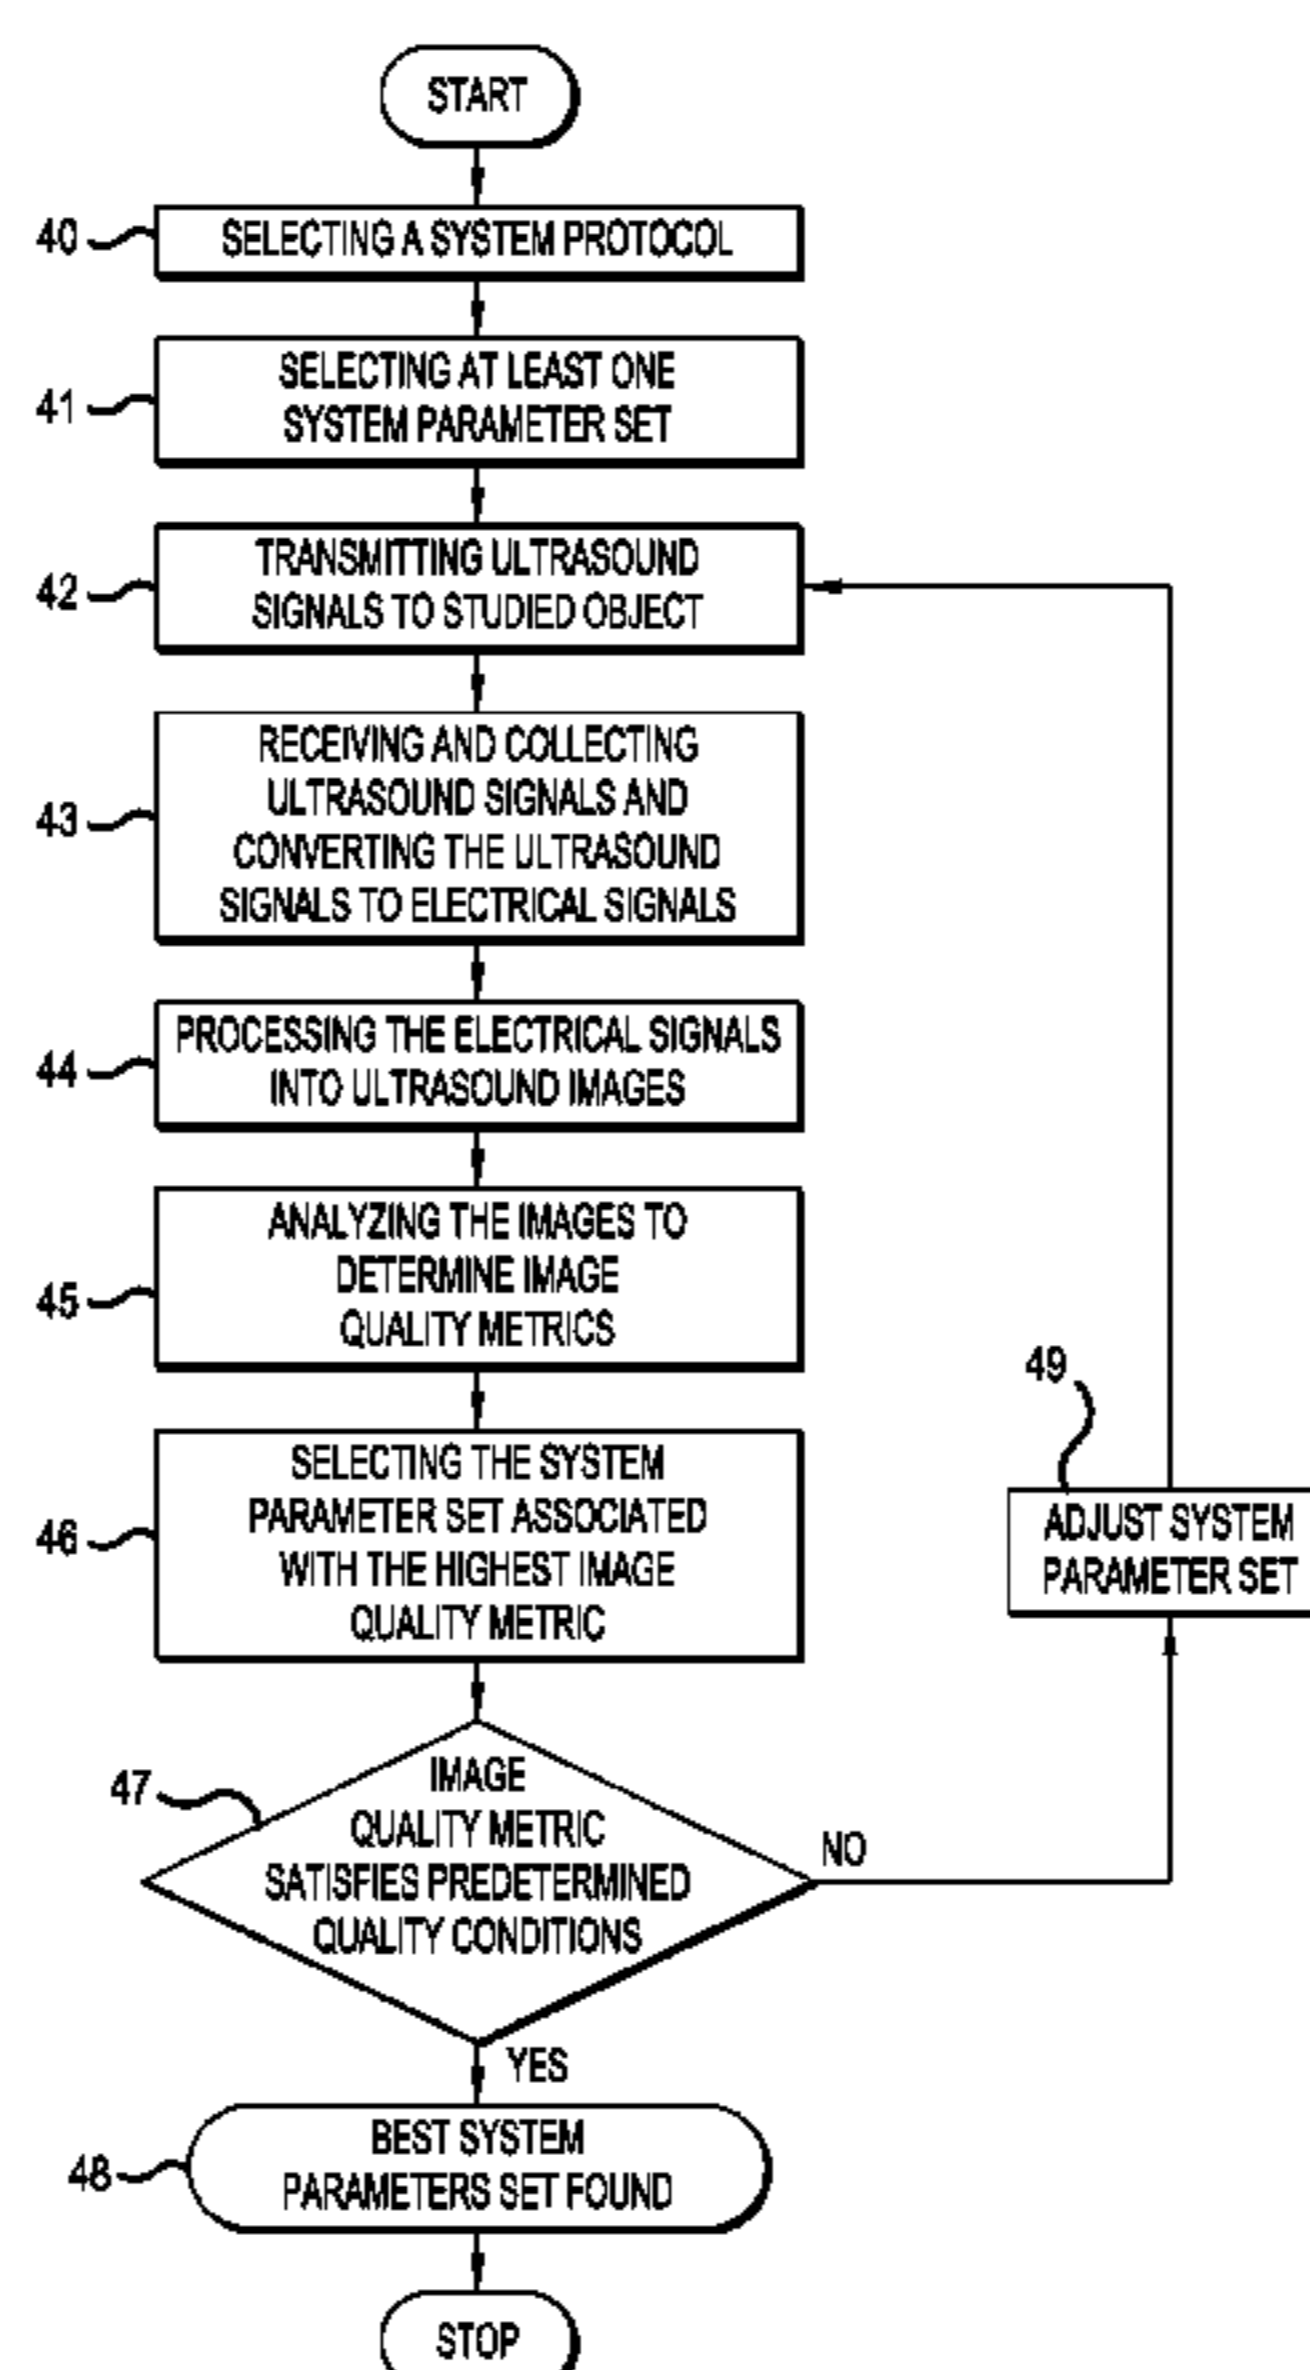 START
40
SELECTING A SYSTEM PROTOCOL
41
SELECTING AT LEAST ONE
SYSTEM PARAMETER SET
42
TRANSMITTING ULTRASOUND
SIGNALS TO STUDIED OBJECT
43
RECEIVING AND COLLECTING
ULTRASOUND SIGNALS AND
CONVERTING THE ULTRASOUND
SIGNALS TO ELECTRICAL SIGNALS
44
PROCESSING THE ELECTRICAL SIGNALS
INTO ULTRASOUND IMAGES
45
ANALYZING THE IMAGES TO
DETERMINE IMAGE
QUALITY METRICS
46
SELECTING THE SYSTEM
PARAMETER SET ASSOCIATED
WITH THE HIGHEST IMAGE
QUALITY METRIC
49
ADJUST SYSTEM
PARAMETER SET
47
IMAGE
QUALITY METRIC
SATISFIES PREDETERMINED
QUALITY CONDITIONS
NO
YES
48
BEST SYSTEM
PARAMETERS SET FOUND
STOP